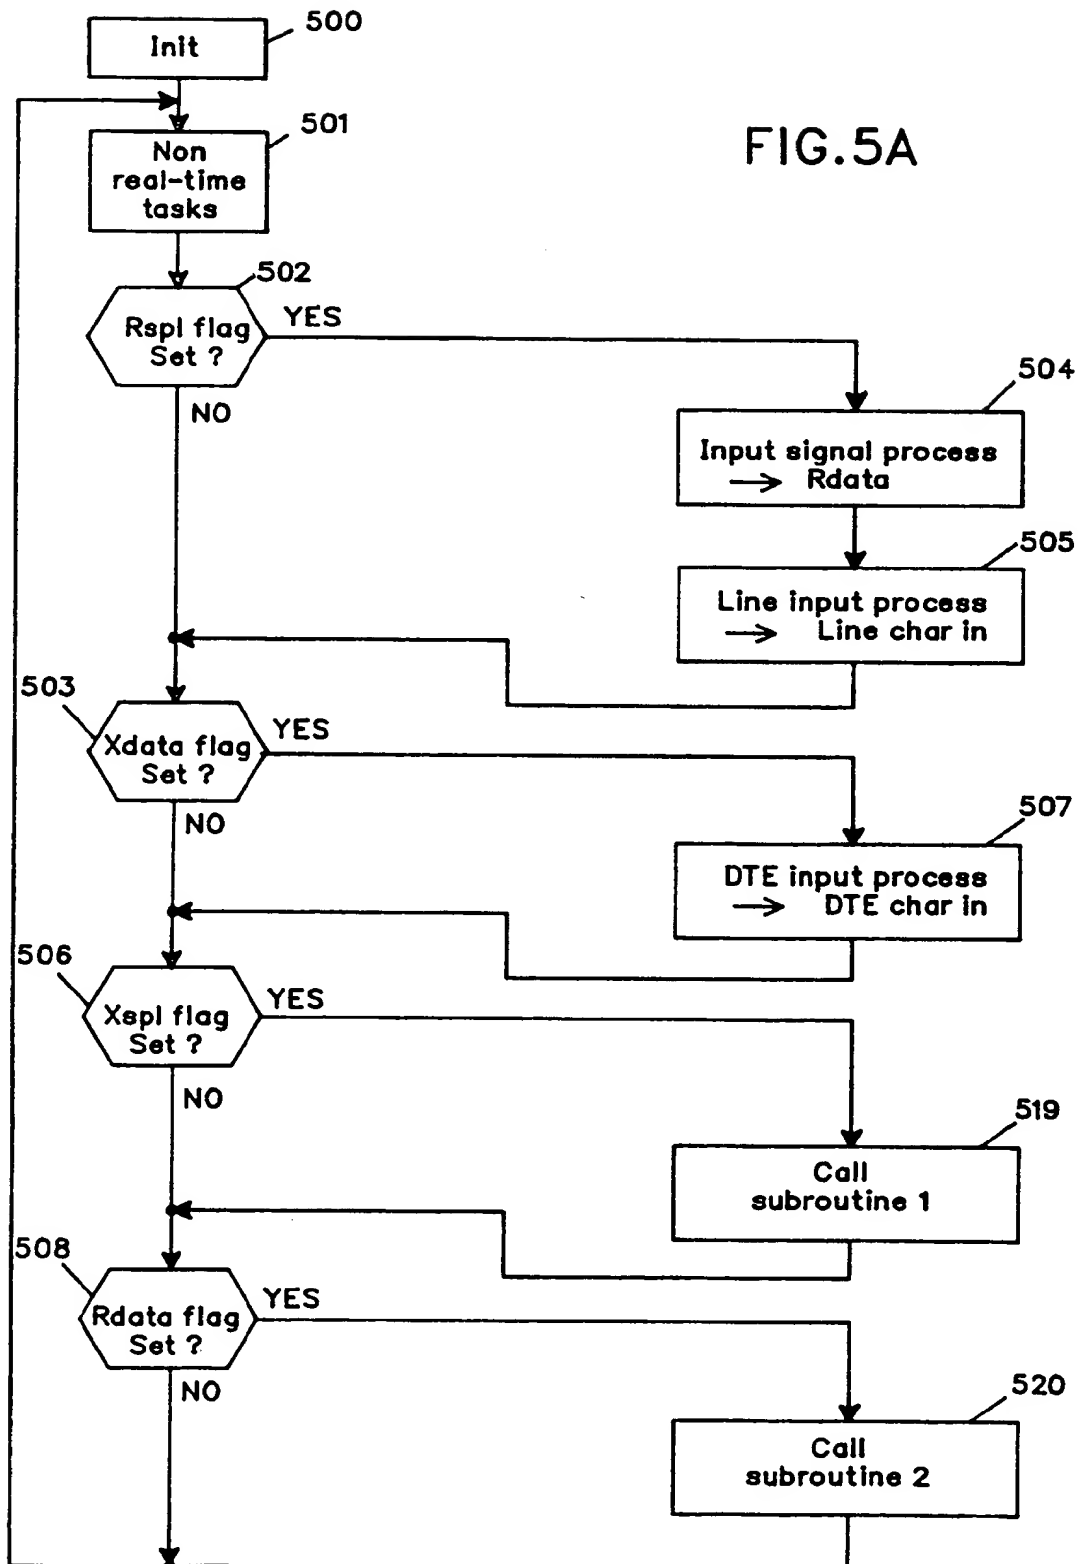 500
Init
FIG.5A
501
Non
real-time
tasks
502
Rspl flag
Set ?
YES
NO
504
Input signal process
→ Rdata
505
Line input process
→ Line char in
503
Xdata flag
Set ?
YES
NO
507
DTE input process
→ DTE char in
506
Xspl flag
Set ?
YES
NO
519
Call
subroutine 1
508
Rdata flag
Set ?
YES
NO
520
Call
subroutine 2